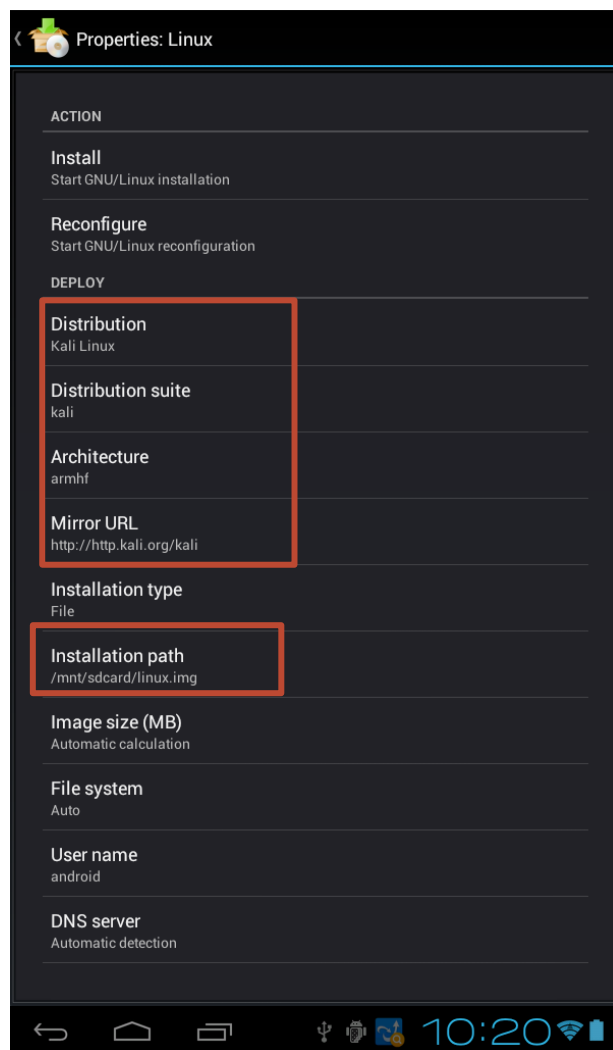 Properties: Linux
ACTION
Install
Start GNU/Linux installation
Reconfigure
Start GNU/Linux reconfiguration
DEPLOY
Distribution
Kali Linux
Distribution suite
kali
Architecture
armhf
Mirror URL
http://http.kali.org/kali
Installation type
File
Installation path
/mnt/sdcard/linux.img
Image size (MB)
Automatic calculation
File system
Auto
User name
android
DNS server
Automatic detection
10:20